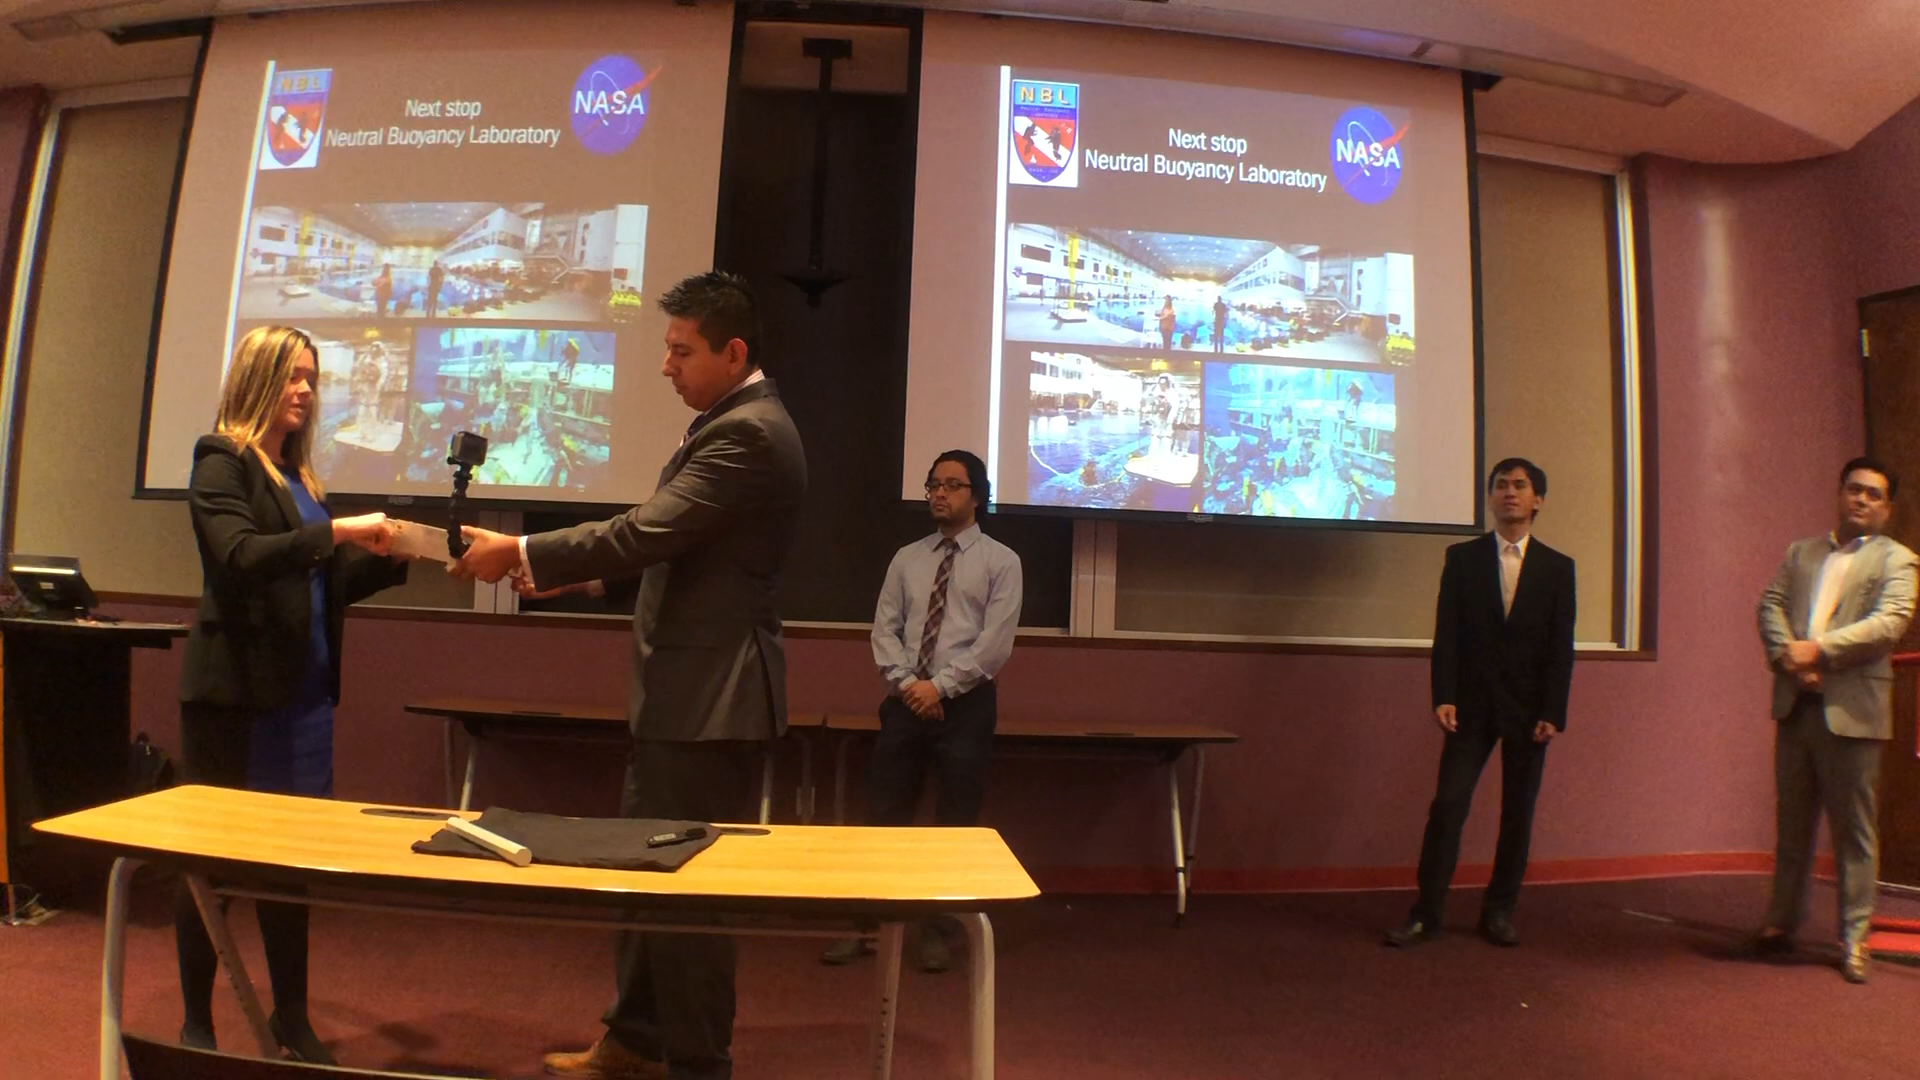 NBL
Next stop
Neutral Buoyancy Laboratory
NASA
NBL
Next stop
Neutral Buoyancy Laboratory
NASA